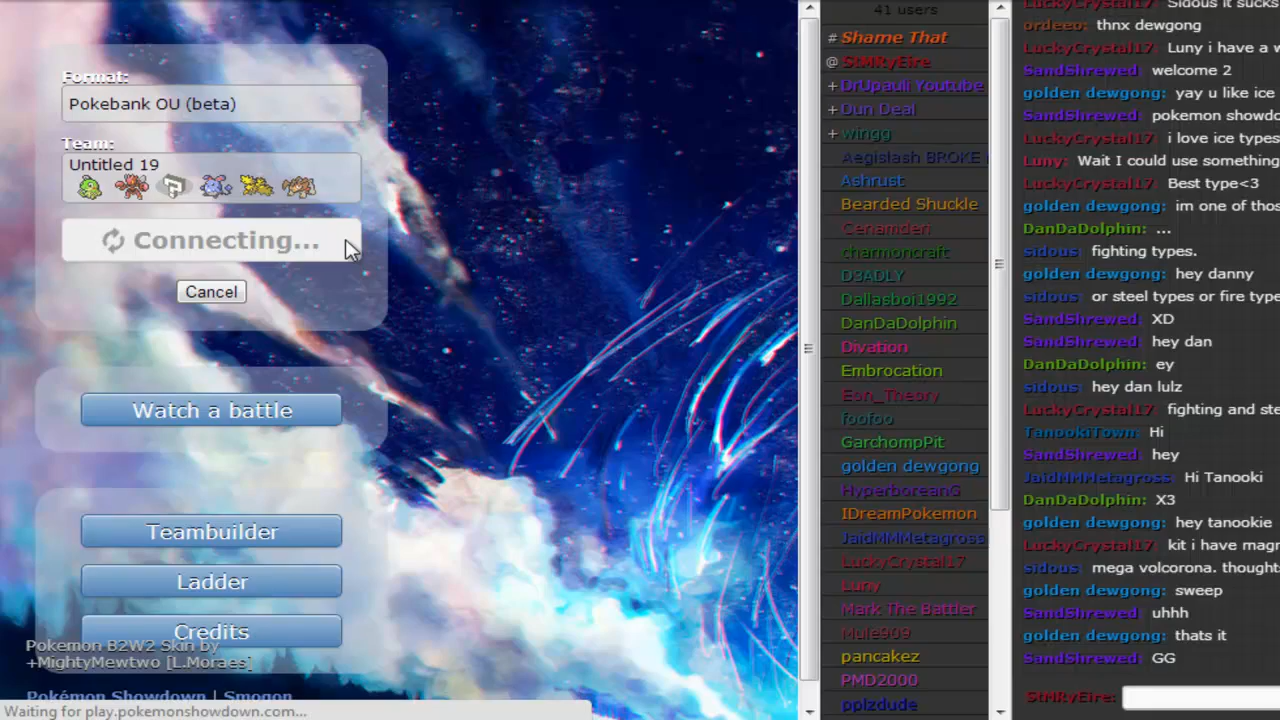 Format:
Pokebank OU (beta)
Team:
Untitled 19
Connecting...
Cancel
Watch a battle
Teambuilder
Ladder
Credits
Pokemon B2W2 Skin by
+MightyMewtwo [L.Moraes]
Pokémon Showdown | Smogon
Waiting for play.pokemonshowdown.com...
41 users
#Shame That
@StMRyEire
+DrUpauli Youtube
+Dun Deal
+wingg
Aegislash BROKE
Ashrust
Bearded Shuckle
Cenamderi
charmoncraft
D3ADLY
Dallasboi1992
DanDaDolphin
Divation
Embrocation
Eon_Theory
foofoo
GarchompPit
golden dewgong
HyperboreanG
IDreamPokemon
JaidMMMetagross
LuckyCrystal17
Luny
Mark The Battler
Mule909
pancakez
PMD2000
pplzdude
LuckyCrystal17: Sidous it sucks
ordeeo: thnx dewgong
LuckyCrystal17: Luny i have a w
SandShrewed: welcome 2
golden dewgong: yay u like ice
SandShrewed: pokemon showdo
LuckyCrystal17: i love ice types
Luny: Wait I could use something
LuckyCrystal17: Best type<3
golden dewgong: im one of thos
DanDaDolphin: ...
sidous: fighting types.
golden dewgong: hey danny
sidous: or steel types or fire type
SandShrewed: XD
SandShrewed: hey dan
DanDaDolphin: ey
sidous: hey dan lulz
LuckyCrystal17: fighting and ste
TanookiTown: Hi
SandShrewed: hey
JaidMMMetagross: Hi Tanooki
DanDaDolphin: X3
golden dewgong: hey tanookie
LuckyCrystal17: kit i have magn
sidous: mega volcorona. thought
golden dewgong: sweep
SandShrewed: uhhh
golden dewgong: thats it
SandShrewed: GG
StMRyEire: